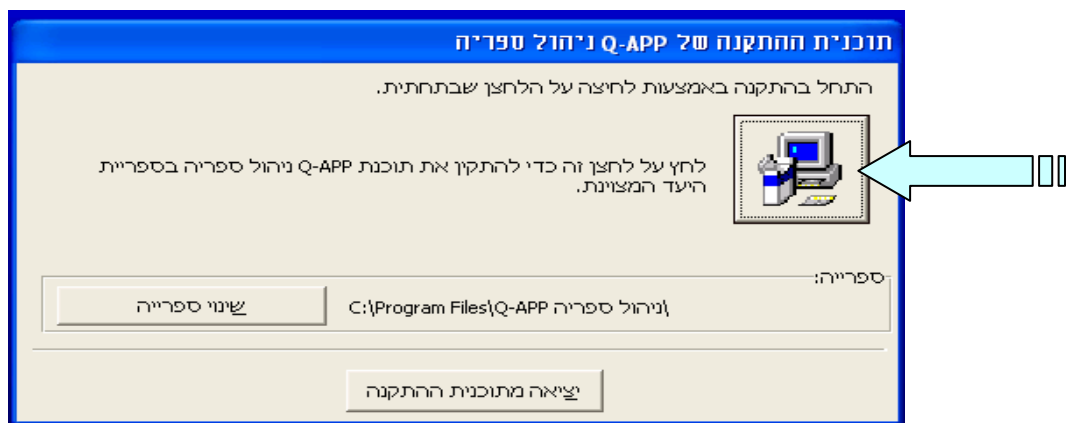 תוכנית ההתקנה של Q-APP ניהול ספריה
התחל בהתקנה באמצעות לחיצה על הלחצן שבתחתית.
לחץ על לחצן זה כדי להתקין את תוכנת Q-APP ניהול ספריה בספריית
היעד המצוינת.
ספרייה:
C:\Program Files\Q-APP ניהול ספריה\
שינוי ספרייה
יציאה מתוכנית ההתקנה